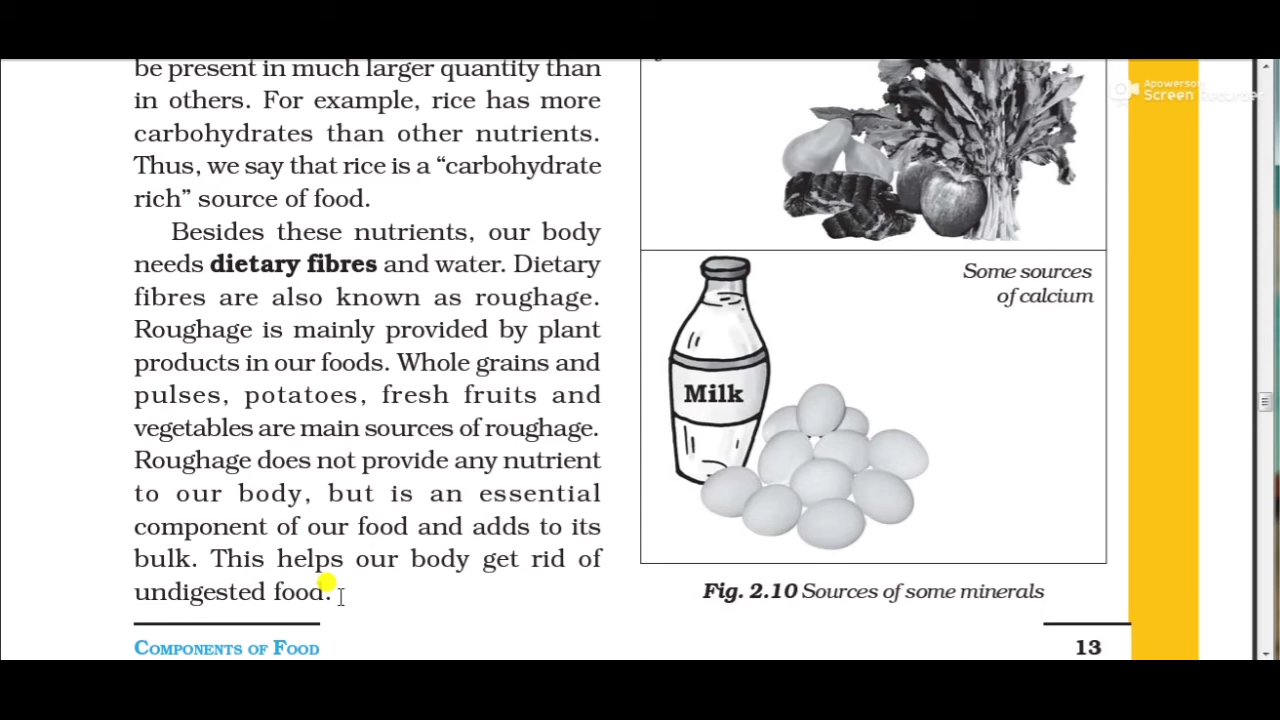 be present in much larger quantity than
in others. For example, rice has more
carbohydrates than other nutrients.
Thus, we say that rice is a “carbohydrate
rich” source of food.
Besides these nutrients, our body
needs dietary fibres and water. Dietary
fibres are also known as roughage.
Roughage is mainly provided by plant
products in our foods. Whole grains and
pulses, potatoes, fresh fruits and
vegetables are main sources of roughage.
Roughage does not provide any nutrient
to our body, but is an essential
component of our food and adds to its
bulk. This helps our body get rid of
undigested food.
COMPONENTS OF FOOD
Apowersoft
Screen Recorder
Some sources
of calcium
Milk
Fig. 2.10 Sources of some minerals
13